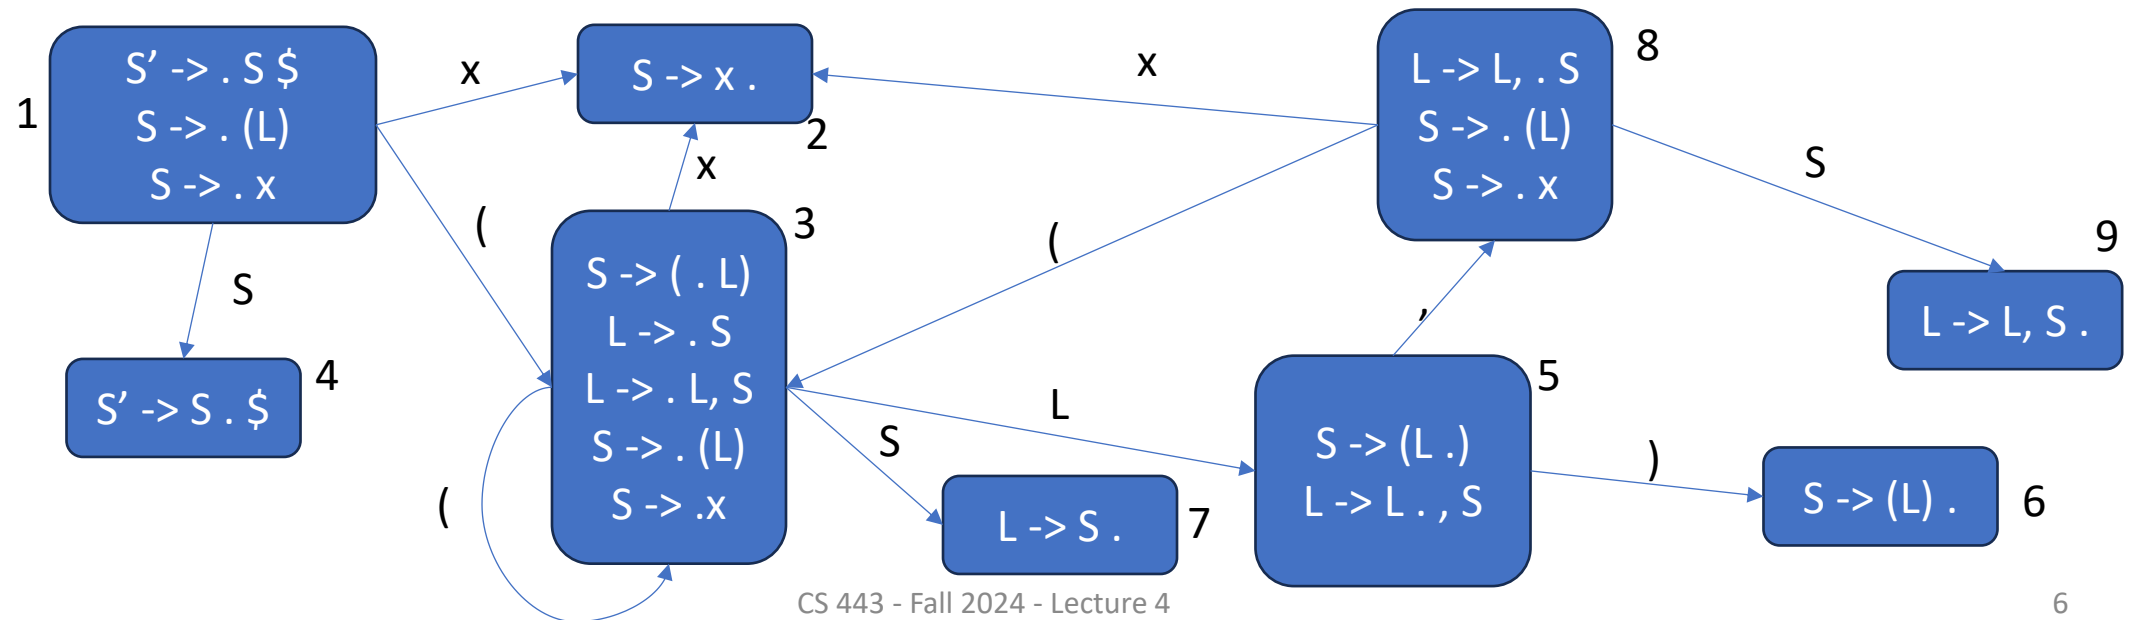 1
S’ -> . S $
S -> . (L)
S -> . x
x
S -> x .
2
x
L -> L, . S
S -> . (L)
S -> . x
8
S
(
x
(
S
9
L -> L, S .
S’ -> S . $
4
3
S -> ( . L)
L -> . S
L -> . L, S
S -> . (L)
S -> .x
(
L
S
L -> S .
7
,
5
S -> (L .)
L -> L . , S
)
S -> (L) .
6
CS 443 - Fall 2024 - Lecture 4
6